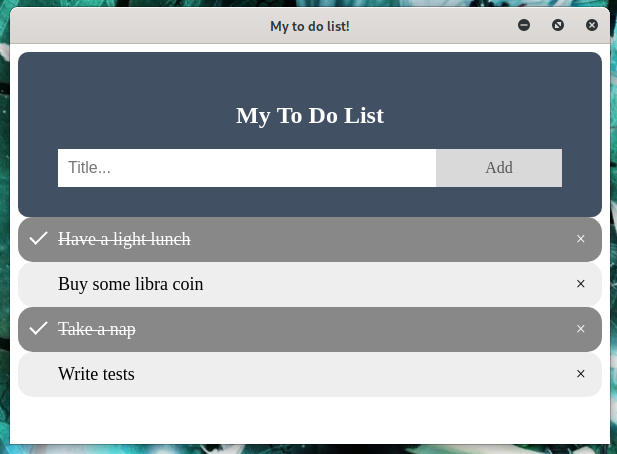 My to do list!
My To Do List
Title...
Add
Have a light lunch
×
Buy some libra coin
×
Take a nap
×
Write tests
×